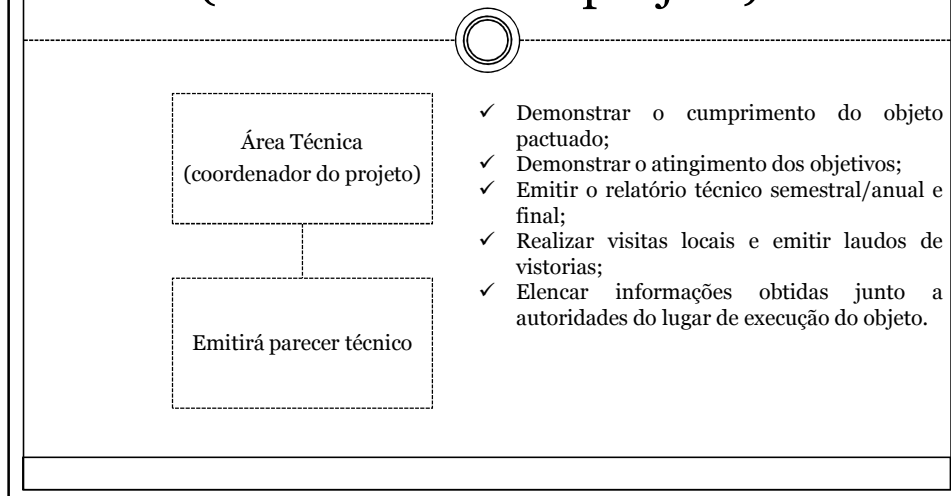 Área Técnica
(coordenador do projeto)
Emitirá parecer técnico
✓ Demonstrar o cumprimento do objeto
pactuado;
✓ Demonstrar o atingimento dos objetivos;
✓ Emitir o relatório técnico semestral/anual e
final;
✓ Realizar visitas locais e emitir laudos de
vistorias;
✓ Elencar informações obtidas junto a
autoridades do lugar de execução do objeto.